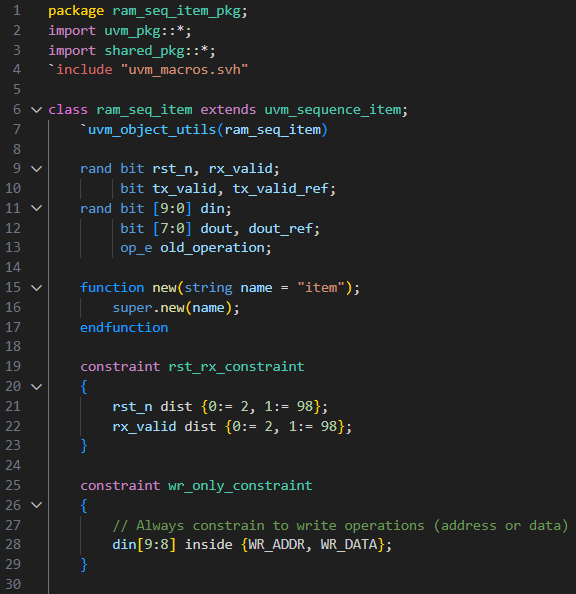 1 package ram_seq_item_pkg;
2 import uvm_pkg::*;
3 import shared_pkg::*;
4 `include "uvm_macros.svh"
5
6 class ram_seq_item extends uvm_sequence_item;
7     `uvm_object_utils(ram_seq_item)
8
9     rand bit rst_n, rx_valid;
10         bit tx_valid, tx_valid_ref;
11     rand bit [9:0] din;
12         bit [7:0] dout, dout_ref;
13         op_e old_operation;
14
15     function new(string name = "item");
16         super.new(name);
17     endfunction
18
19     constraint rst_rx_constraint
20     {
21         rst_n dist {0:= 2, 1:= 98};
22         rx_valid dist {0:= 2, 1:= 98};
23     }
24
25     constraint wr_only_constraint
26     {
27         // Always constrain to write operations (address or data)
28         din[9:8] inside {WR_ADDR, WR_DATA};
29     }
30